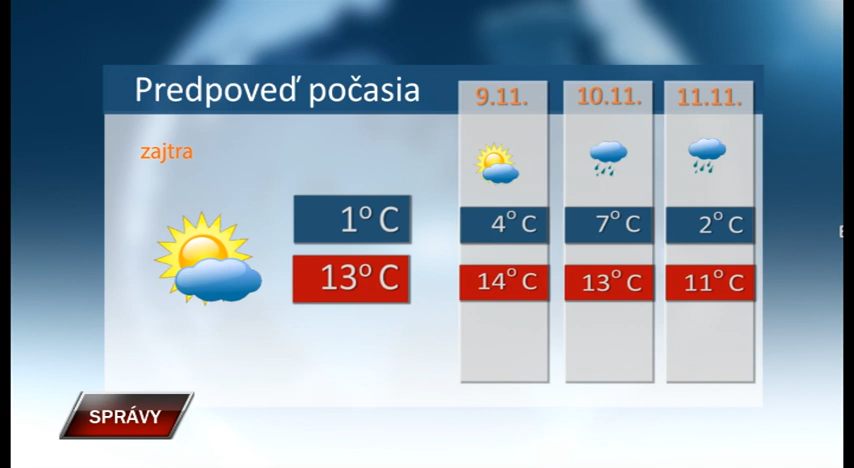 Predpoveď počasia
zajtra
1°C
13°C
9.11.
4°C
14°C
10.11.
7°C
13°C
11.11.
2°C
11°C
SPRÁVY